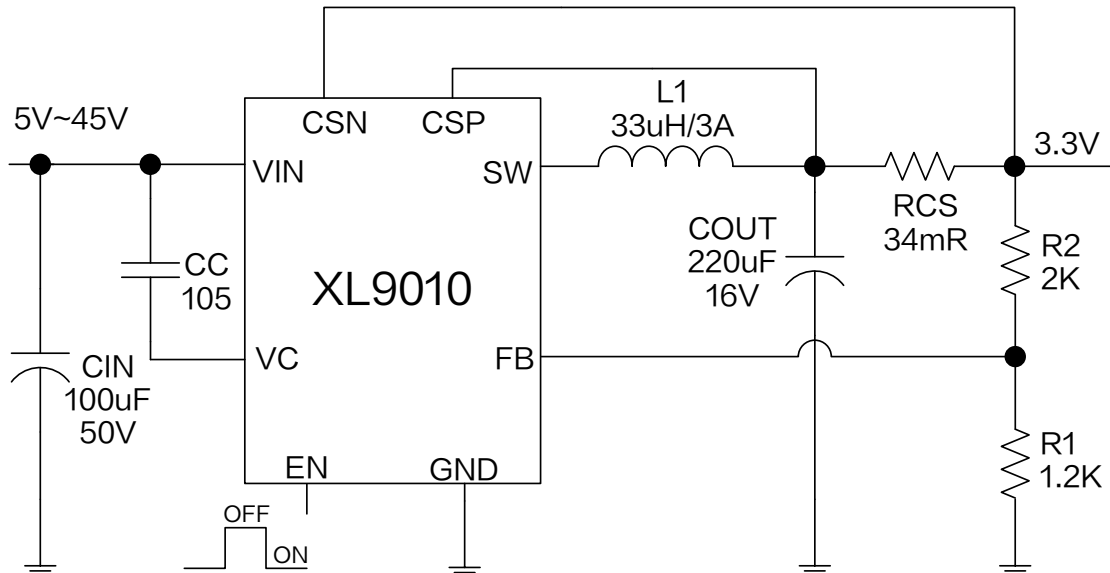 5V~45V
CSN
CSP
L1
33uH/3A
3.3V
VIN
SW
RCS
34mR
R2
2K
COUT
220uF
16V
CC
105
XL9010
VC
FB
CIN
100uF
50V
R1
1.2K
EN
GND
OFF
ON